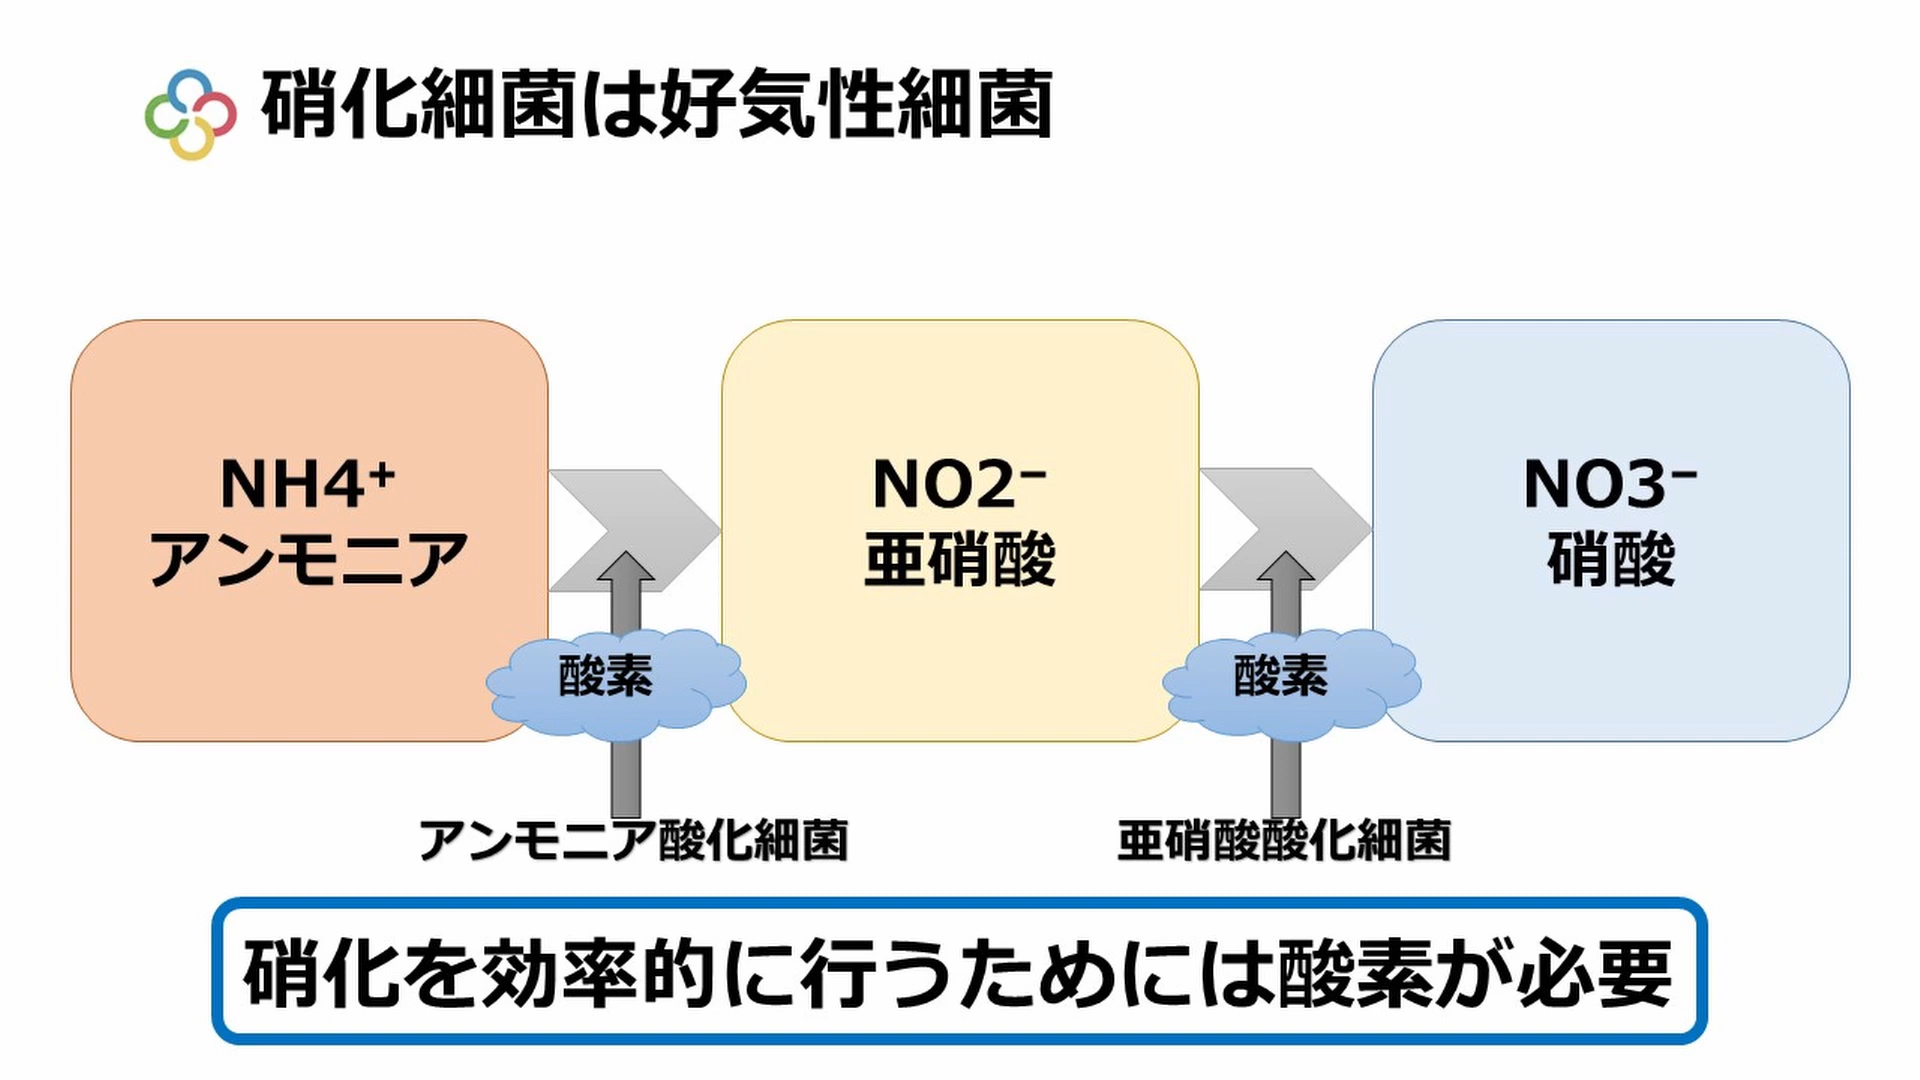 硝化細菌は好気性細菌
NH4⁺
アンモニア
NO2⁻
亜硝酸
NO3⁻
硝酸
酸素
酸素
アンモニア酸化細菌
亜硝酸酸化細菌
硝化を効率的に行うためには酸素が必要